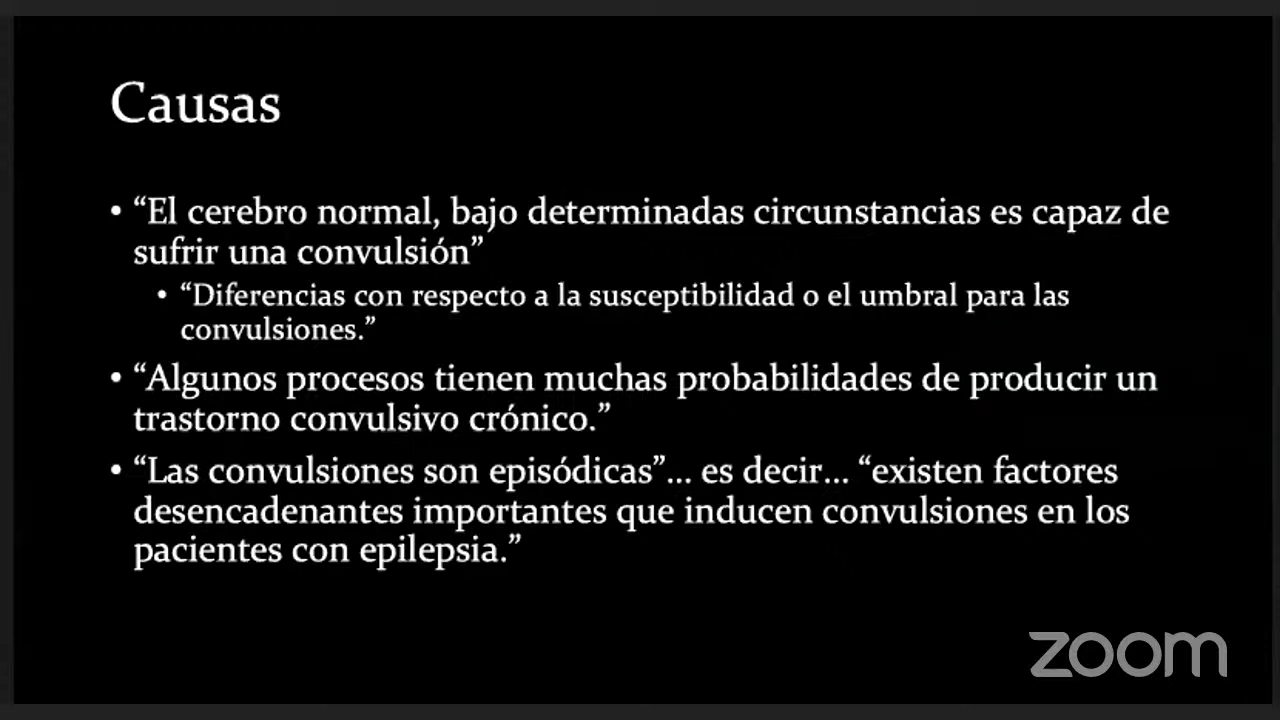 Causas
• “El cerebro normal, bajo determinadas circunstancias es capaz de
sufrir una convulsión”
• “Diferencias con respecto a la susceptibilidad o el umbral para las
convulsiones.”
• “Algunos procesos tienen muchas probabilidades de producir un
trastorno convulsivo crónico.”
• “Las convulsiones son episódicas”... es decir... “existen factores
desencadenantes importantes que inducen convulsiones en los
pacientes con epilepsia.”
zoom